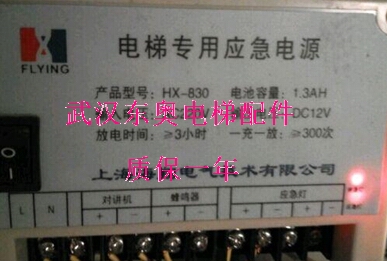 FLYING
电梯专用应急电源
产品型号: HX-830 电池容量: 1.3AH
武汉东奥电梯配件
DC12V
放电时间: ≥3小时 一充一放: ≥300次
质保一年
上海 电气 术有限公司
L N 对讲机 蜂鸣器 应急灯
+ - + - + - + -